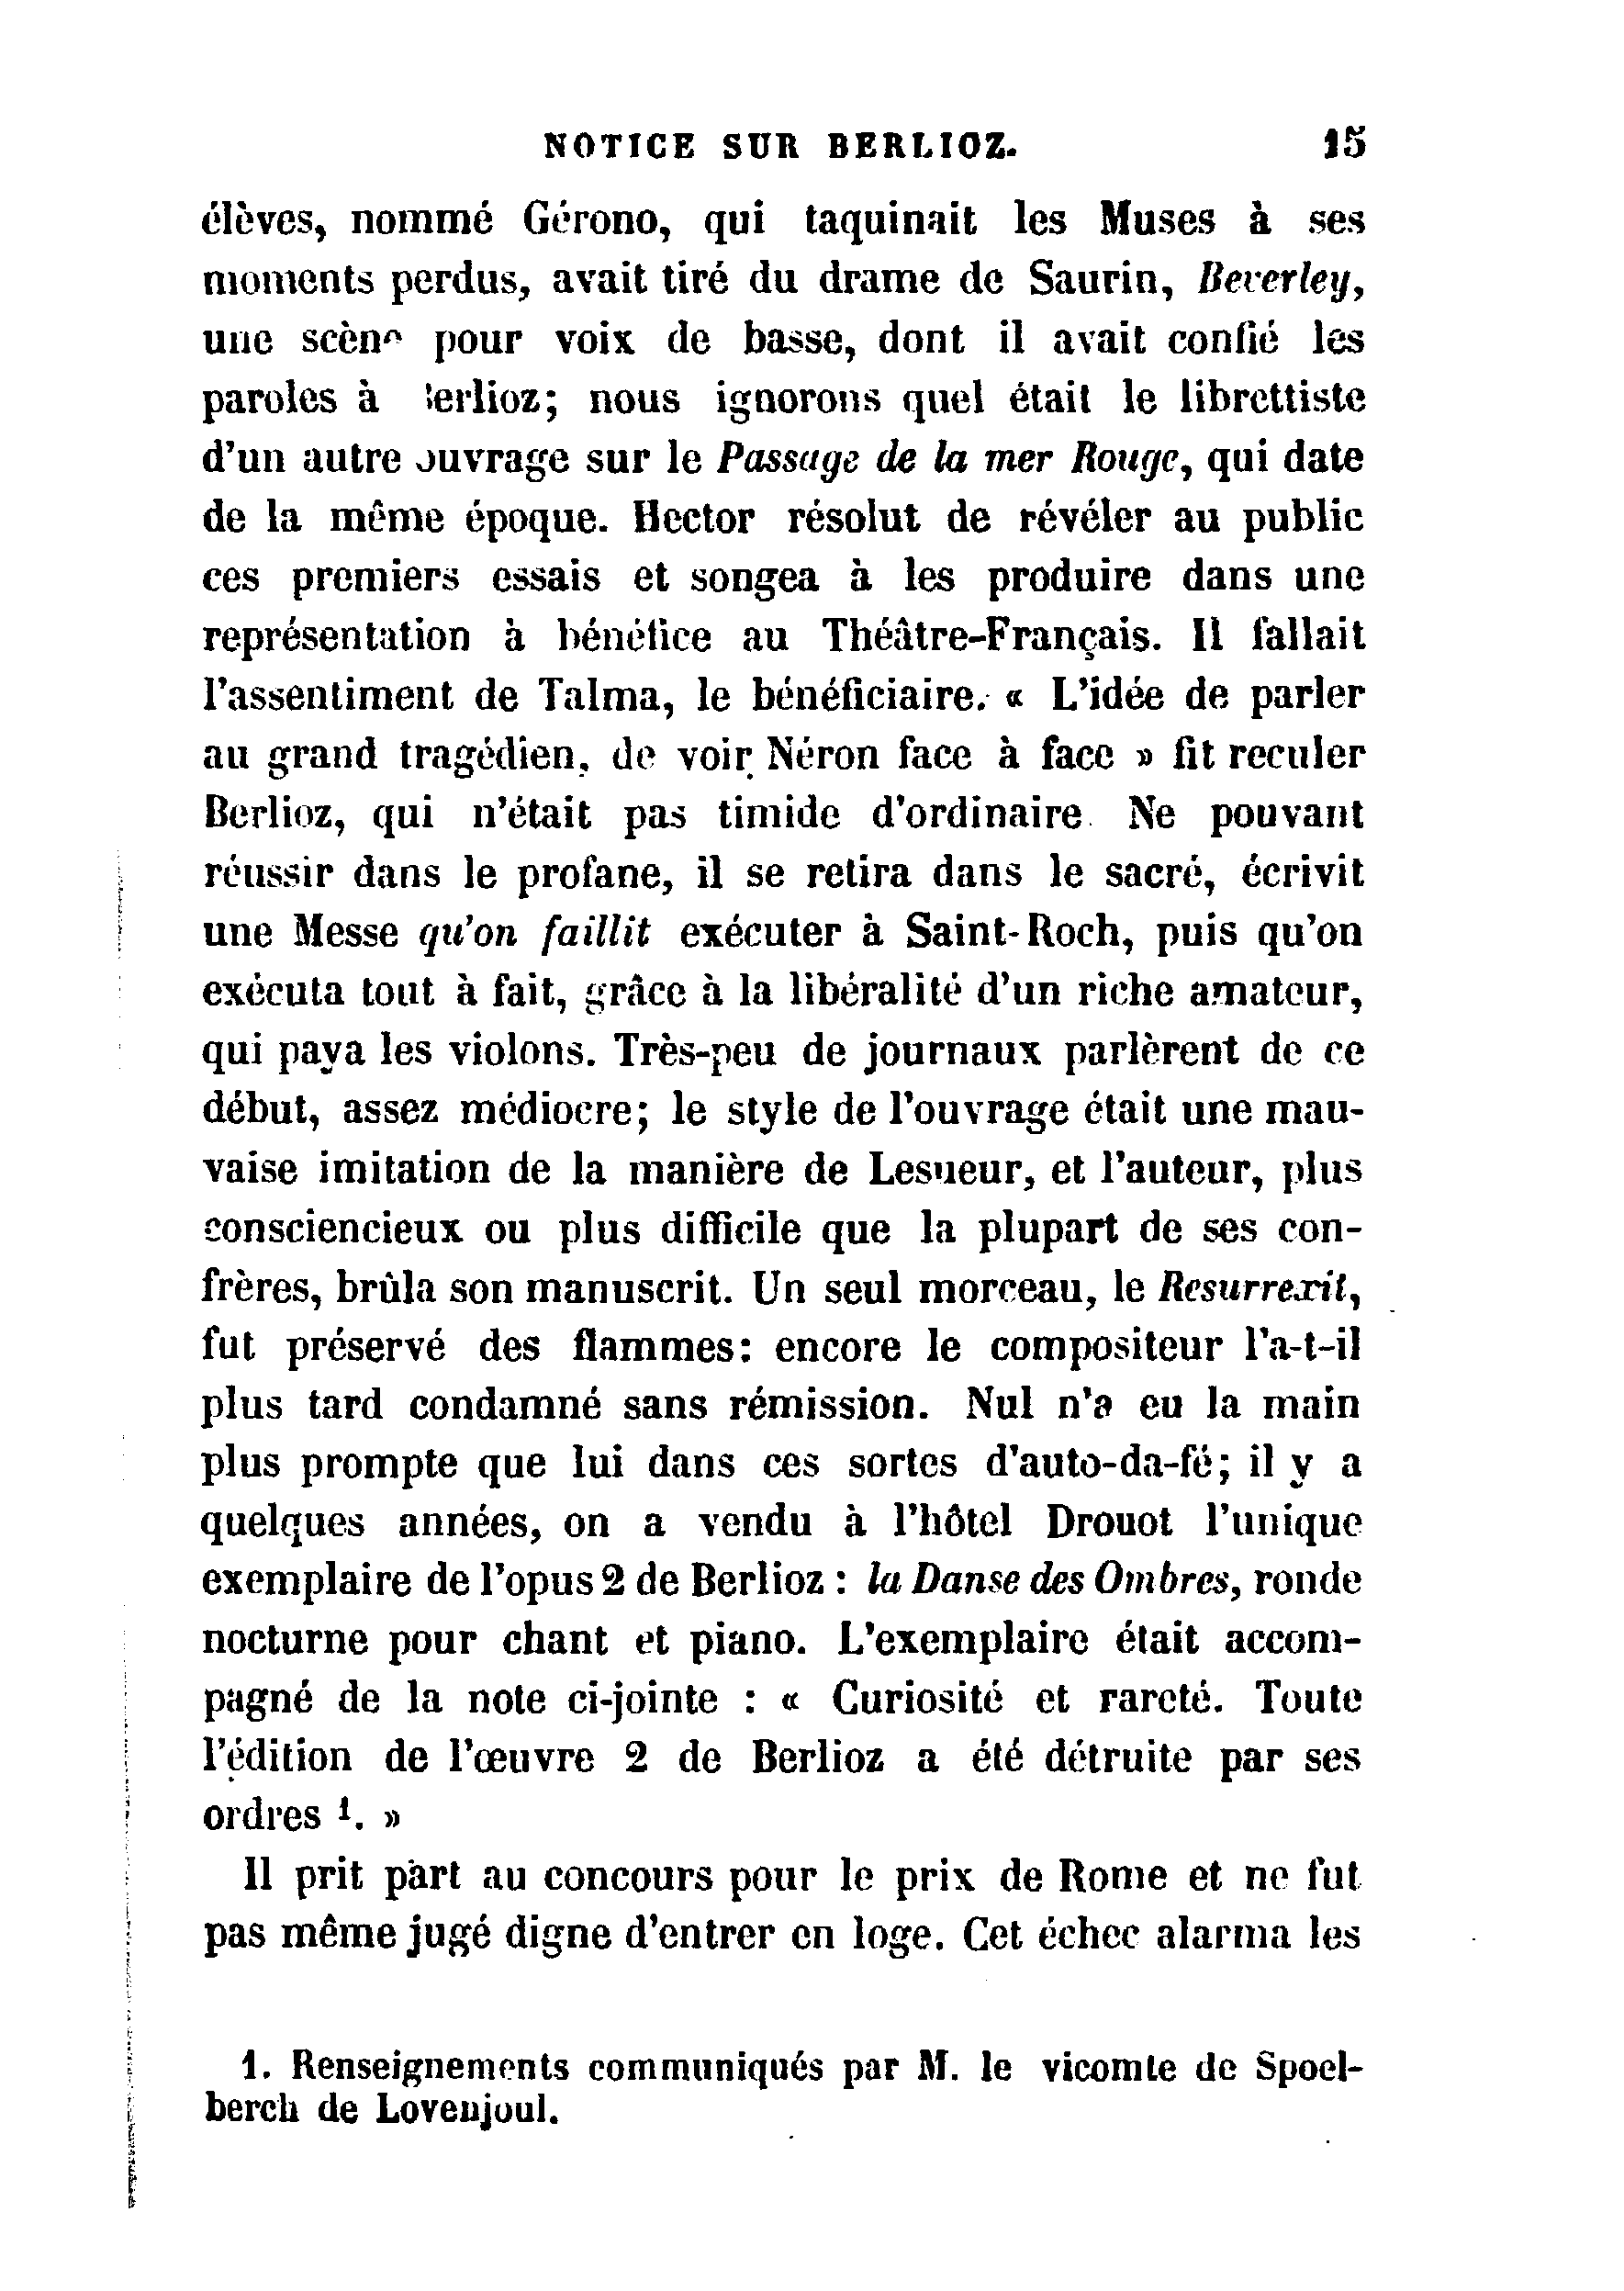 NOTICE SUR BERLIOZ. 15
élèves, nommé Gérono, qui taquinait les Muses à ses
moments perdus, avait tiré du drame de Saurin, Beverley,
une scène pour voix de basse, dont il avait confié les
paroles à Berlioz; nous ignorons quel était le librettiste
d'un autre ouvrage sur le Passage de la mer Rouge, qui date
de la même époque. Hector résolut de révéler au public
ces premiers essais et songea à les produire dans une
représentation à bénéfice au Théâtre-Français. Il fallait
l'assentiment de Talma, le bénéficiaire. « L'idée de parler
au grand tragédien, de voir Néron face à face » fit reculer
Berlioz, qui n'était pas timide d'ordinaire. Ne pouvant
réussir dans le profane, il se retira dans le sacré, écrivit
une Messe qu'on faillit exécuter à Saint-Roch, puis qu'on
exécuta tout à fait, grâce à la libéralité d'un riche amateur,
qui paya les violons. Très-peu de journaux parlèrent de ce
début, assez médiocre; le style de l'ouvrage était une mau-
vaise imitation de la manière de Lesueur, et l'auteur, plus
consciencieux ou plus difficile que la plupart de ses con-
frères, brûla son manuscrit. Un seul morceau, le Resurrexit,
fut préservé des flammes: encore le compositeur l'a-t-il
plus tard condamné sans rémission. Nul n'a eu la main
plus prompte que lui dans ces sortes d'auto-da-fé; il y a
quelques années, on a vendu à l'hôtel Drouot l'unique
exemplaire de l'opus 2 de Berlioz : la Danse des Ombres, ronde
nocturne pour chant et piano. L'exemplaire était accom-
pagné de la note ci-jointe : « Curiosité et rareté. Toute
l'édition de l'œuvre 2 de Berlioz a été détruite par ses
ordres 1. »
Il prit part au concours pour le prix de Rome et ne fut
pas même jugé digne d'entrer en loge. Cet échec alarma les
1. Renseignements communiqués par M. le vicomte de Spoel-
berch de Lovenjoul.